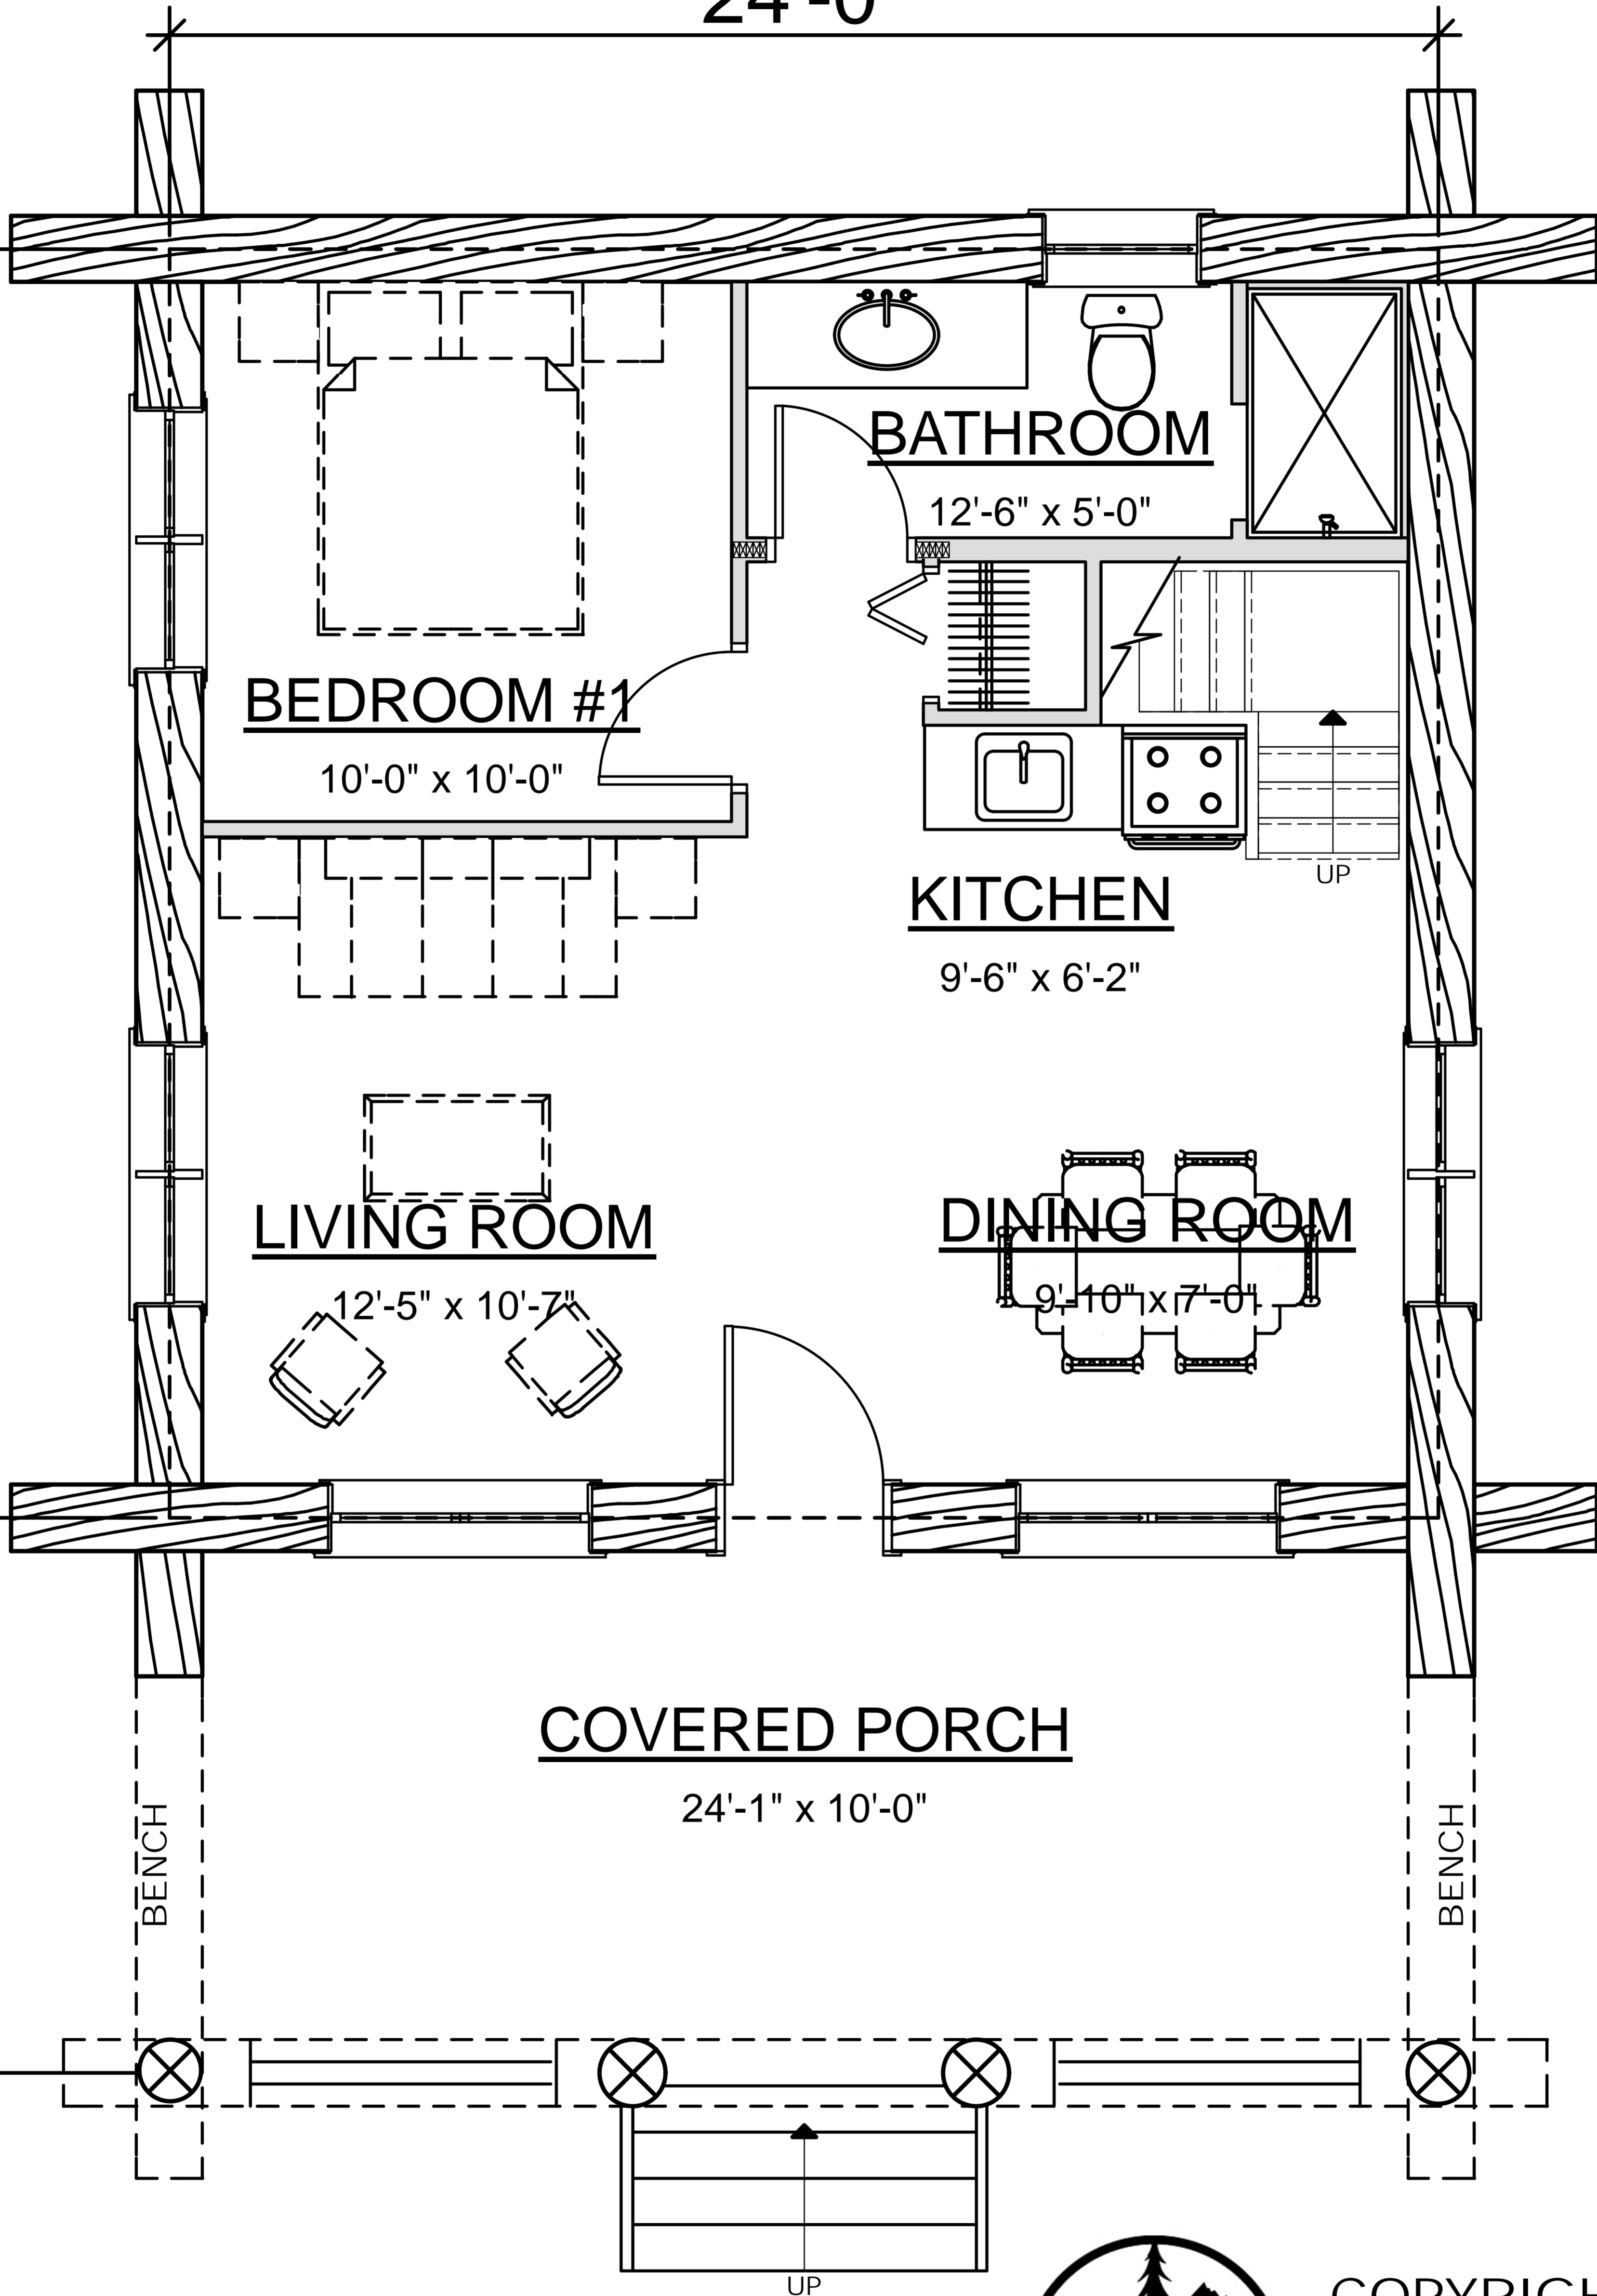 24'-0"
BATHROOM
12'-6" x 5'-0"
BEDROOM #1
10'-0" x 10'-0"
UP
KITCHEN
9'-6" x 6'-2"
LIVING ROOM
12'-5" x 10'-7"
DINING ROOM
9'-10" x 7'-0"
COVERED PORCH
24'-1" x 10'-0"
BENCH
BENCH
UP